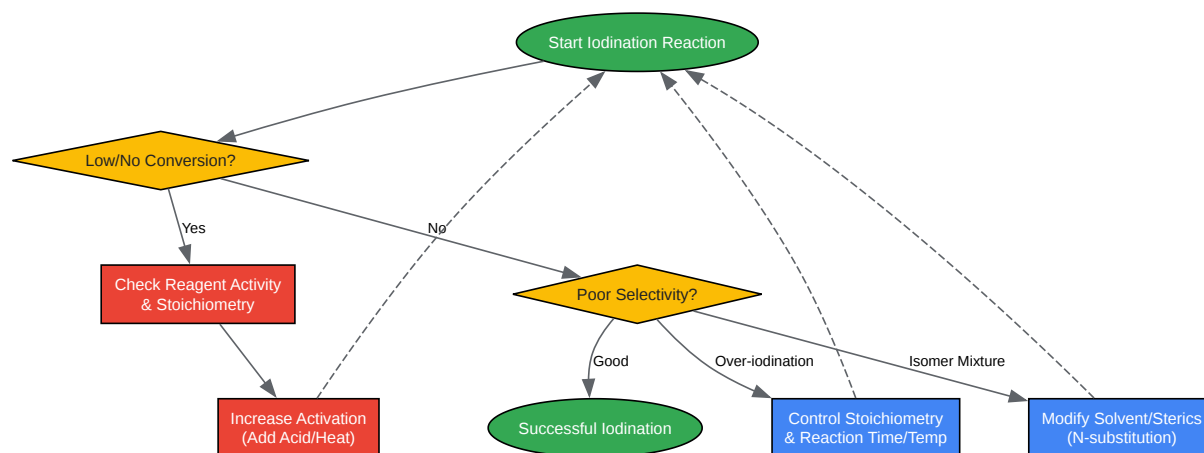 Start Iodination Reaction
Low/No Conversion?
Yes
No
Check Reagent Activity
& Stoichiometry
Poor Selectivity?
Good
Over-iodination
Isomer Mixture
Increase Activation
(Add Acid/Heat)
Successful Iodination
Control Stoichiometry
& Reaction Time/Temp
Modify Solvent/Sterics
(N-substitution)